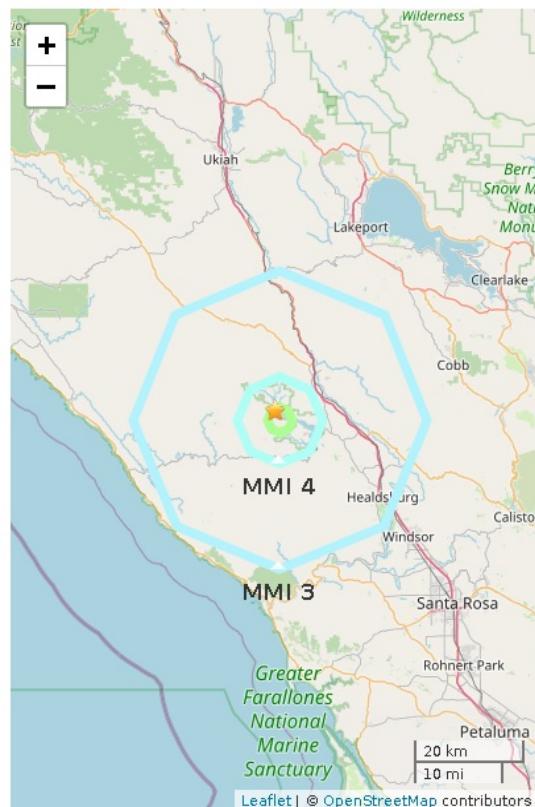 Wilderness
+
−
Ukiah
Berry
Snow M
Nati
Monu
Lakeport
Clearlake
Cobb
MMI 4
Healdsburg
Calisto
Windsor
MMI 3
Santa Rosa
Greater
Farallones
National
Marine
Sanctuary
Rohnert Park
Petaluma
20 km
10 mi
Leaflet | © OpenStreetMap contributors